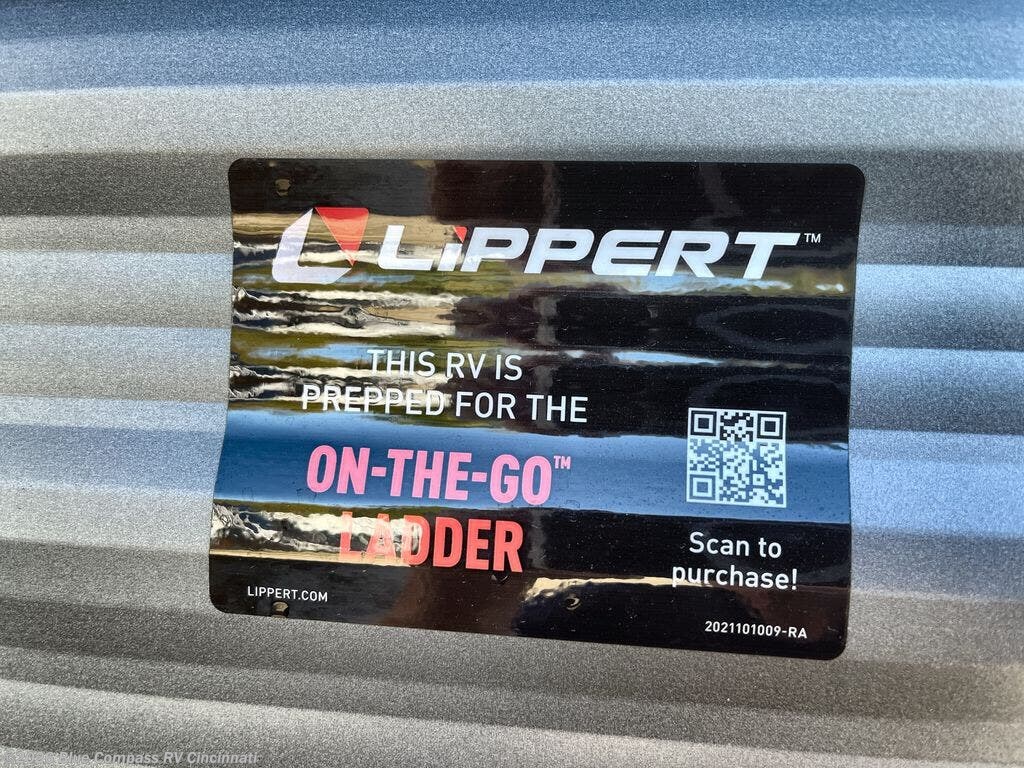 LiPPERT™
THIS RV IS
PREPPED FOR THE
ON-THE-GO™
LADDER
Scan to
purchase!
LIPPERT.COM
2021101009-RA
Blue Compass RV Cincinnati